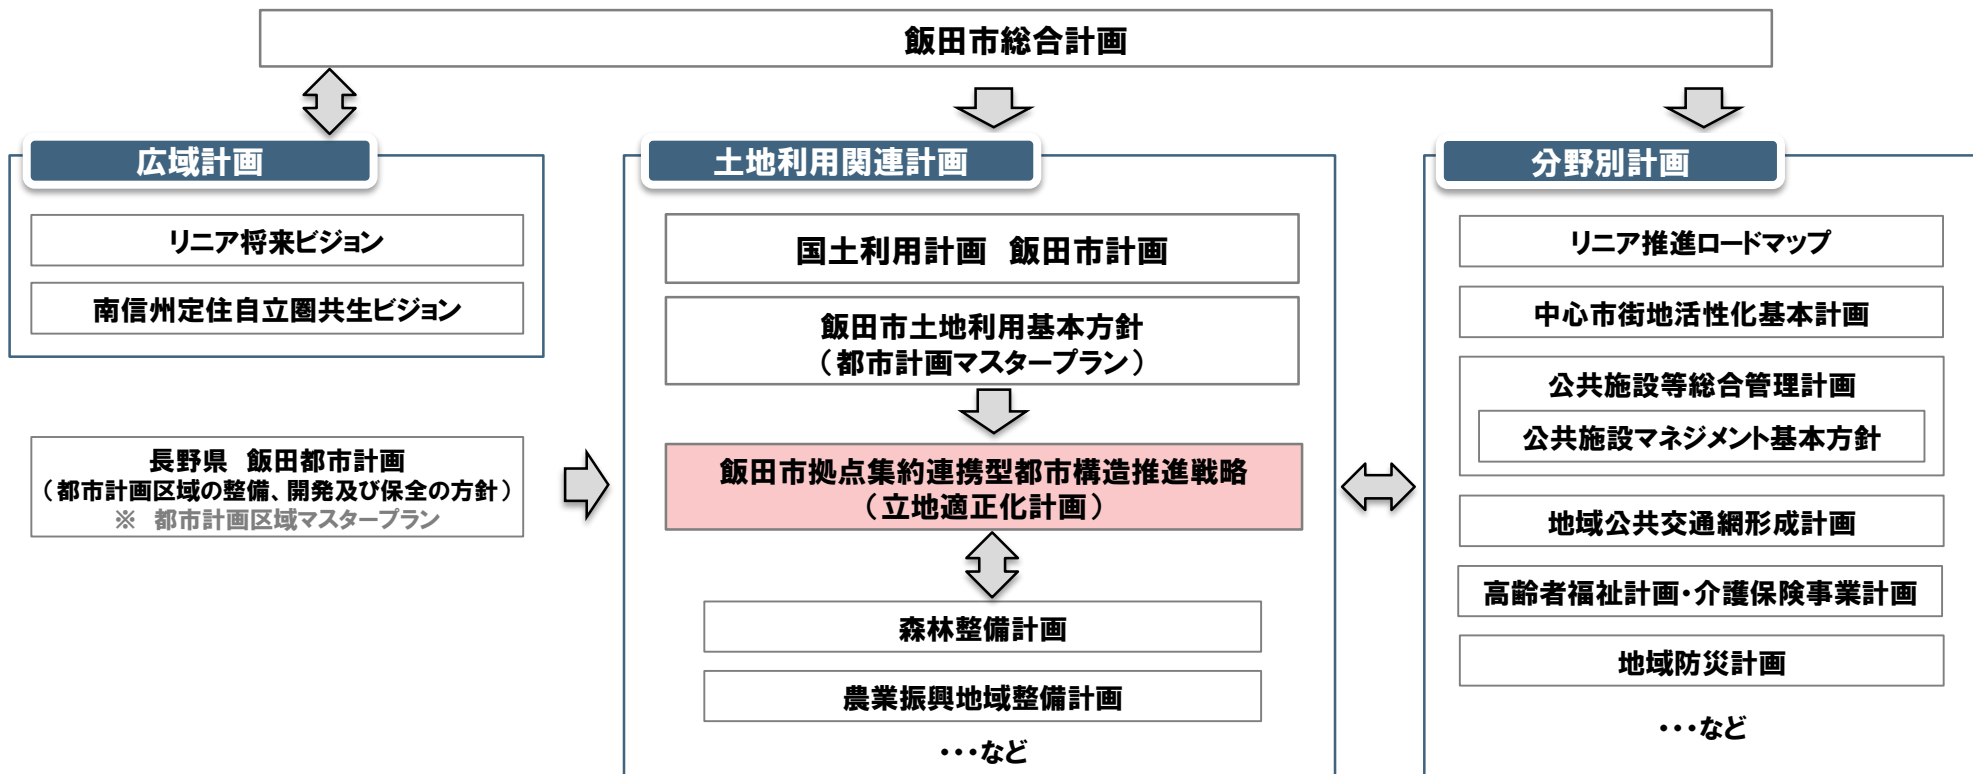 飯田市総合計画
広域計画
リニア将来ビジョン
南信州定住自立圏共生ビジョン
長野県　飯田都市計画
（都市計画区域の整備、開発及び保全の方針）
※　都市計画区域マスタープラン
土地利用関連計画
国土利用計画　飯田市計画
飯田市土地利用基本方針
（都市計画マスタープラン）
飯田市拠点集約連携型都市構造推進戦略
（立地適正化計画）
森林整備計画
農業振興地域整備計画
・・・など
分野別計画
リニア推進ロードマップ
中心市街地活性化基本計画
公共施設等総合管理計画
公共施設マネジメント基本方針
地域公共交通網形成計画
高齢者福祉計画・介護保険事業計画
地域防災計画
・・・など